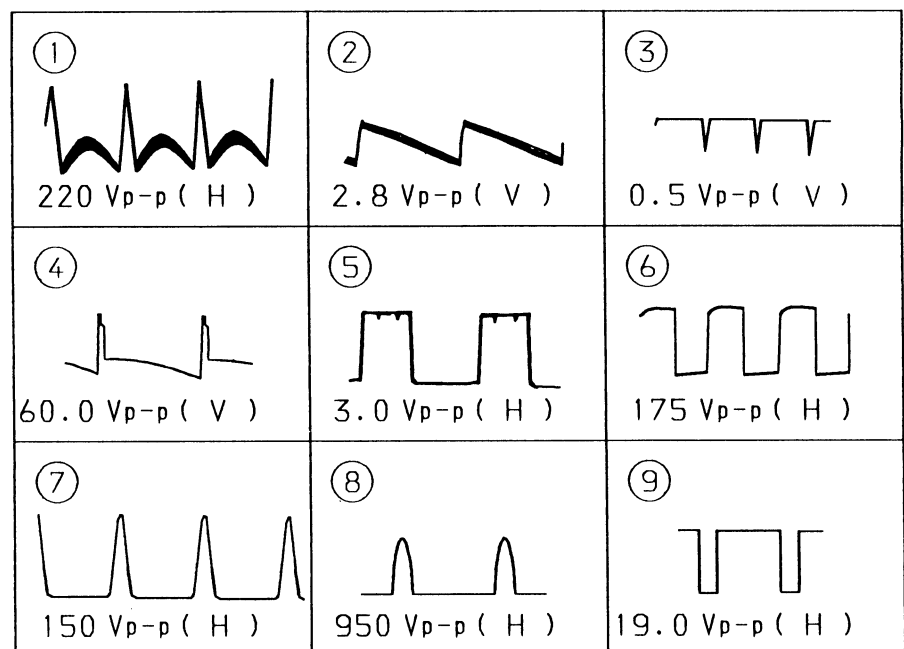 ① ② ③
220 Vp-p ( H ) 2.8 Vp-p ( V ) 0.5 Vp-p ( V )
④ ⑤ ⑥
60.0 Vp-p ( V ) 3.0 Vp-p ( H ) 175 Vp-p ( H )
⑦ ⑧ ⑨
150 Vp-p ( H ) 950 Vp-p ( H ) 19.0 Vp-p ( H )